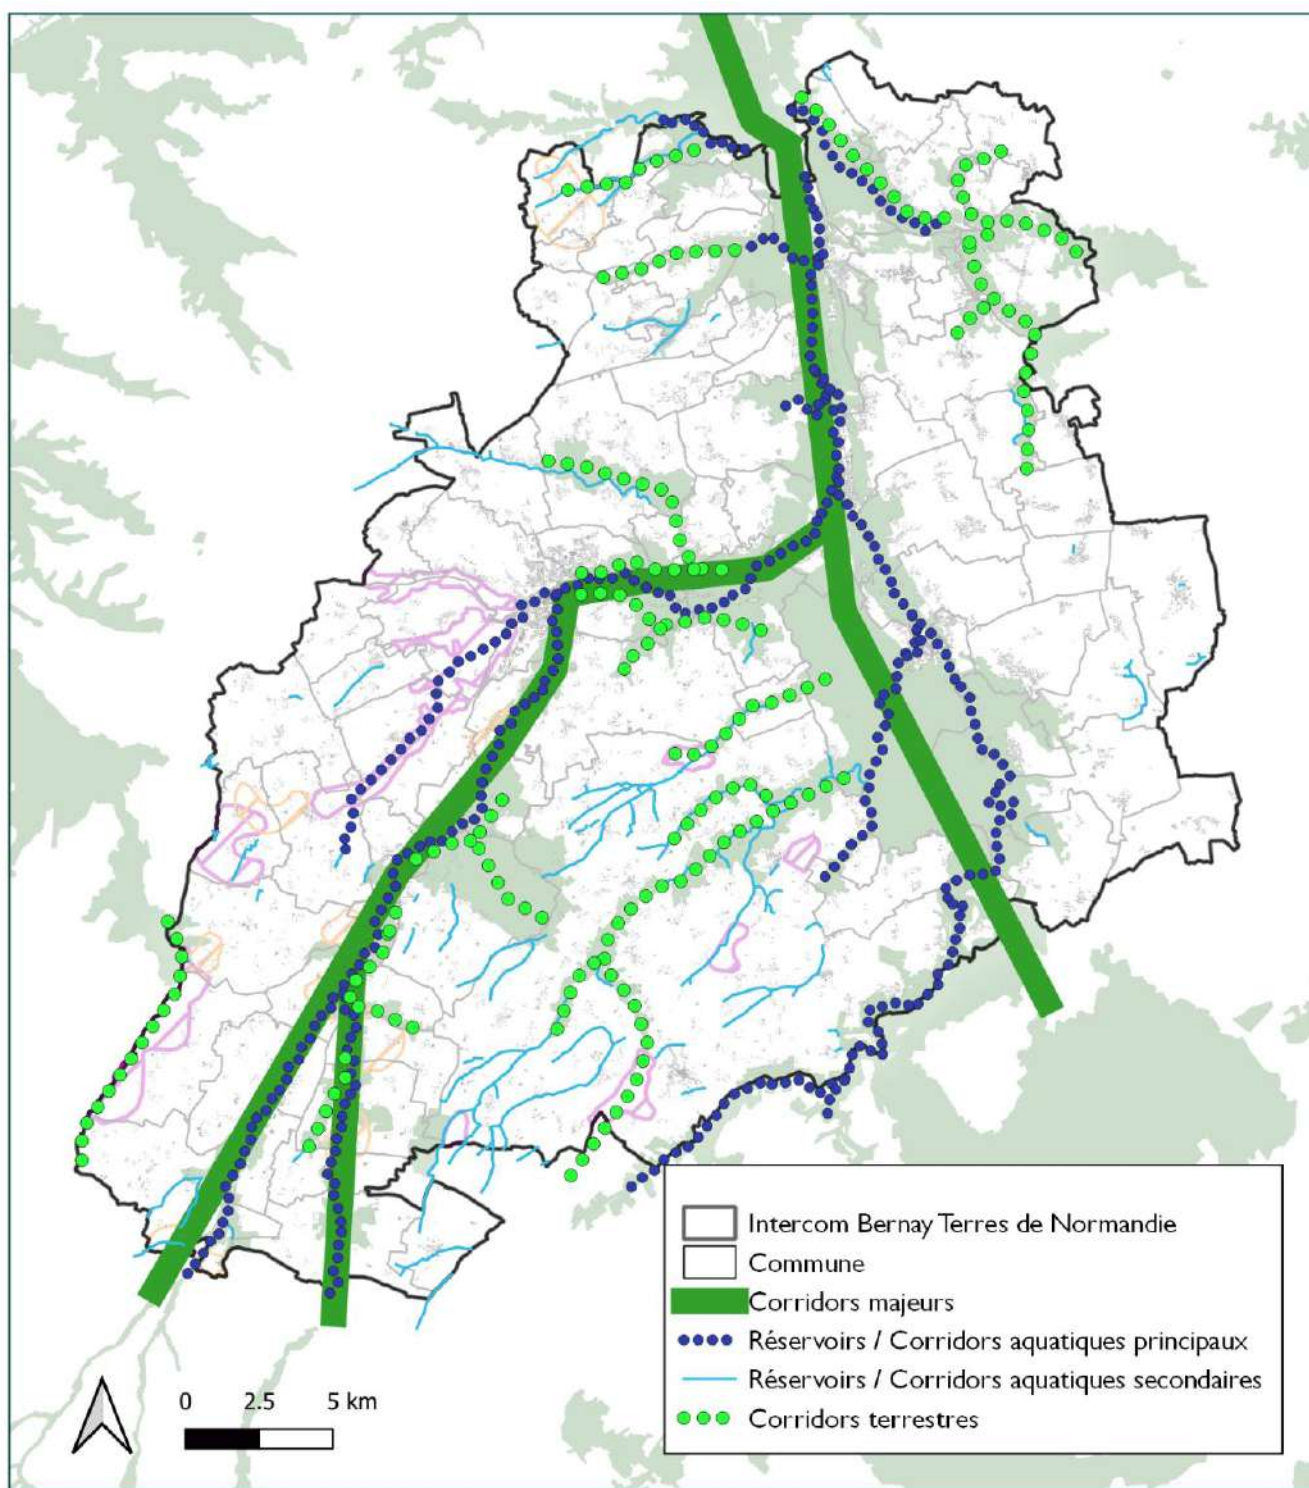 Intercom Bernay Terres de Normandie
Commune
Corridors majeurs
Réservoirs / Corridors aquatiques principaux
Réservoirs / Corridors aquatiques secondaires
Corridors terrestres
0 2.5 5 km